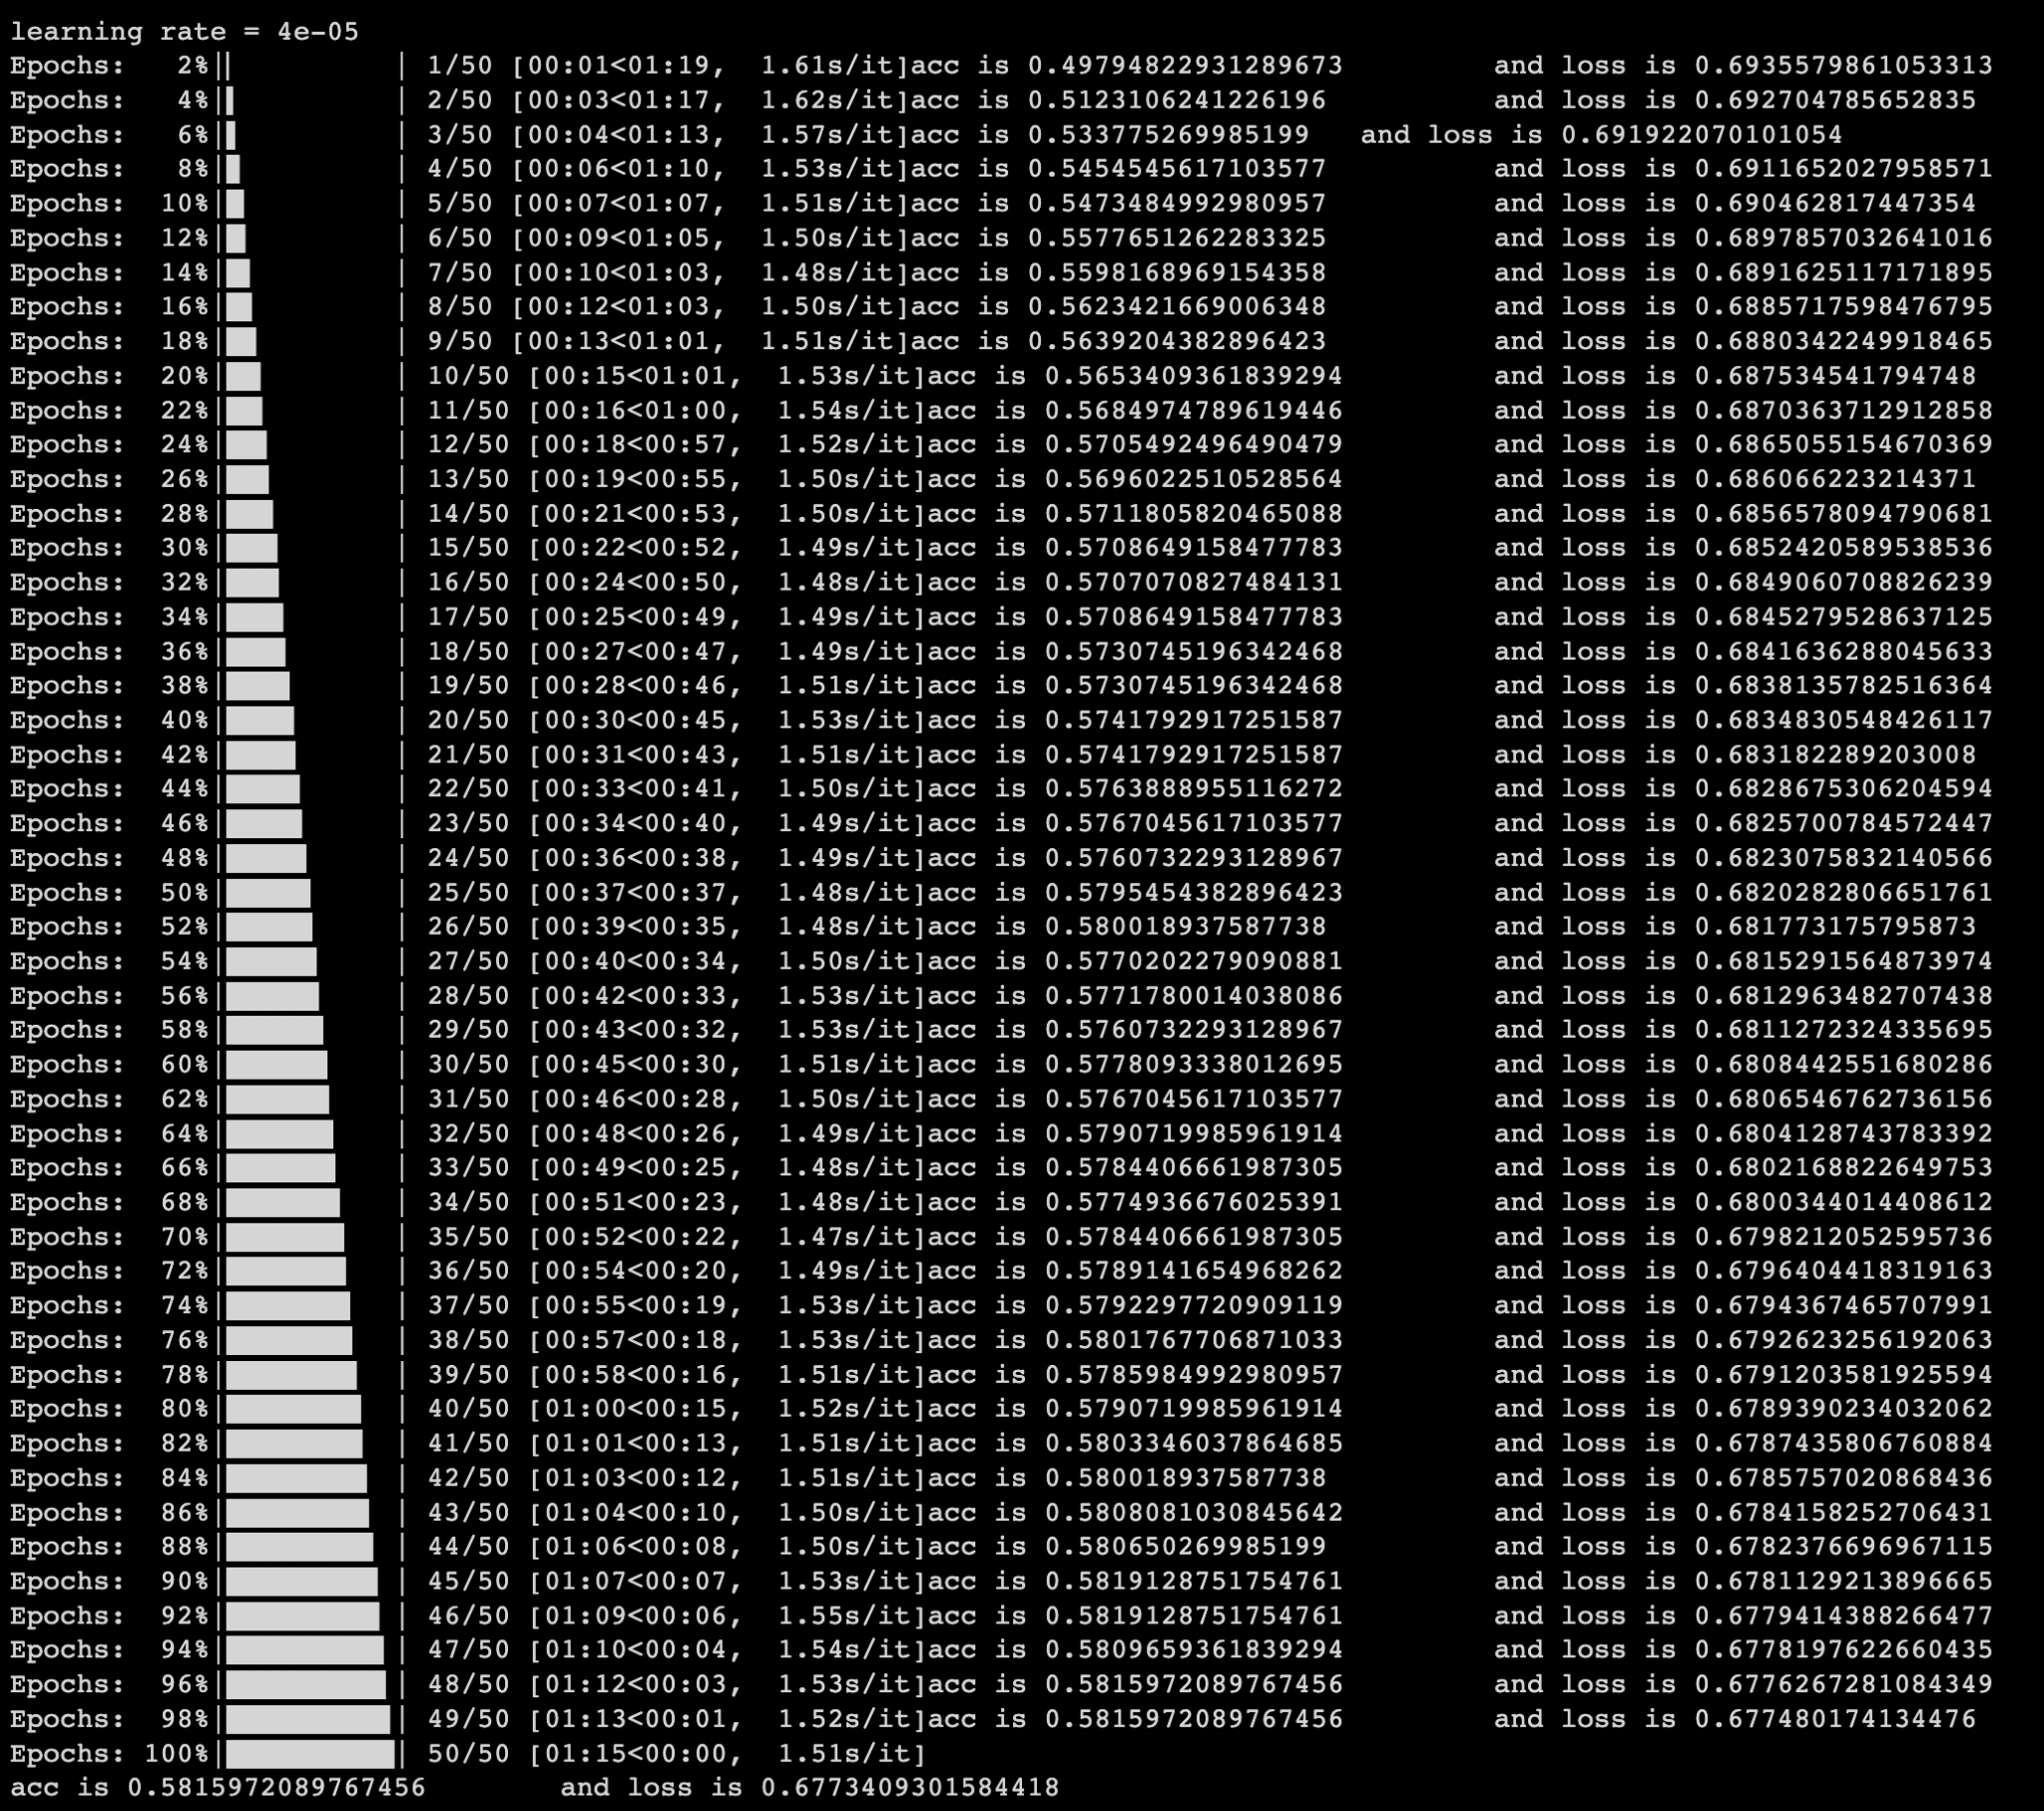 learning rate = 4e-05
Epochs:   2%|          | 1/50 [00:01<01:19,  1.61s/it]acc is 0.49794822931289673 and loss is 0.6935579861053313
Epochs:   4%|          | 2/50 [00:03<01:17,  1.62s/it]acc is 0.5123106241226196 and loss is 0.692704785652835
Epochs:   6%|          | 3/50 [00:04<01:13,  1.57s/it]acc is 0.533775269985199 and loss is 0.691922070101054
Epochs:   8%|          | 4/50 [00:06<01:10,  1.53s/it]acc is 0.5454545617103577 and loss is 0.6911652027958571
Epochs:  10%|          | 5/50 [00:07<01:07,  1.51s/it]acc is 0.5473484992980957 and loss is 0.690462817447354
Epochs:  12%|          | 6/50 [00:09<01:05,  1.50s/it]acc is 0.5577651262283325 and loss is 0.6897857032641016
Epochs:  14%|          | 7/50 [00:10<01:03,  1.48s/it]acc is 0.5598168969154358 and loss is 0.6891625117171895
Epochs:  16%|          | 8/50 [00:12<01:03,  1.50s/it]acc is 0.5623421669006348 and loss is 0.6885717598476795
Epochs:  18%|          | 9/50 [00:13<01:01,  1.51s/it]acc is 0.5639204382896423 and loss is 0.6880342249918465
Epochs:  20%|          | 10/50 [00:15<01:01,  1.53s/it]acc is 0.5653409361839294 and loss is 0.687534541794748
Epochs:  22%|          | 11/50 [00:16<01:00,  1.54s/it]acc is 0.5684974789619446 and loss is 0.6870363712912858
Epochs:  24%|          | 12/50 [00:18<00:57,  1.52s/it]acc is 0.5705492496490479 and loss is 0.6865055154670369
Epochs:  26%|          | 13/50 [00:19<00:55,  1.50s/it]acc is 0.5696022510528564 and loss is 0.686066223214371
Epochs:  28%|          | 14/50 [00:21<00:53,  1.50s/it]acc is 0.5711805820465088 and loss is 0.6856578094790681
Epochs:  30%|          | 15/50 [00:22<00:52,  1.49s/it]acc is 0.5708649158477783 and loss is 0.6852420589538536
Epochs:  32%|          | 16/50 [00:24<00:50,  1.48s/it]acc is 0.5707070827484131 and loss is 0.6849060708826239
Epochs:  34%|          | 17/50 [00:25<00:49,  1.49s/it]acc is 0.5708649158477783 and loss is 0.6845279528637125
Epochs:  36%|          | 18/50 [00:27<00:47,  1.49s/it]acc is 0.5730745196342468 and loss is 0.6841636288045633
Epochs:  38%|          | 19/50 [00:28<00:46,  1.51s/it]acc is 0.5730745196342468 and loss is 0.6838135782516364
Epochs:  40%|          | 20/50 [00:30<00:45,  1.53s/it]acc is 0.5741792917251587 and loss is 0.6834830548426117
Epochs:  42%|          | 21/50 [00:31<00:43,  1.51s/it]acc is 0.5741792917251587 and loss is 0.683182289203008
Epochs:  44%|          | 22/50 [00:33<00:41,  1.50s/it]acc is 0.5763888955116272 and loss is 0.6828675306204594
Epochs:  46%|          | 23/50 [00:34<00:40,  1.49s/it]acc is 0.5767045617103577 and loss is 0.6825700784572447
Epochs:  48%|          | 24/50 [00:36<00:38,  1.49s/it]acc is 0.5760732293128967 and loss is 0.6823075832140566
Epochs:  50%|          | 25/50 [00:37<00:37,  1.48s/it]acc is 0.5795454382896423 and loss is 0.6820282806651761
Epochs:  52%|          | 26/50 [00:39<00:35,  1.48s/it]acc is 0.580018937587738 and loss is 0.681773175795873
Epochs:  54%|          | 27/50 [00:40<00:34,  1.50s/it]acc is 0.5770202279090881 and loss is 0.6815291564873974
Epochs:  56%|          | 28/50 [00:42<00:33,  1.53s/it]acc is 0.5771780014038086 and loss is 0.6812963482707438
Epochs:  58%|          | 29/50 [00:43<00:32,  1.53s/it]acc is 0.5760732293128967 and loss is 0.6811272324335695
Epochs:  60%|          | 30/50 [00:45<00:30,  1.51s/it]acc is 0.5778093338012695 and loss is 0.6808442551680286
Epochs:  62%|          | 31/50 [00:46<00:28,  1.50s/it]acc is 0.5767045617103577 and loss is 0.6806546762736156
Epochs:  64%|          | 32/50 [00:48<00:26,  1.49s/it]acc is 0.5790719985961914 and loss is 0.6804128743783392
Epochs:  66%|          | 33/50 [00:49<00:25,  1.48s/it]acc is 0.5784406661987305 and loss is 0.6802168822649753
Epochs:  68%|          | 34/50 [00:51<00:23,  1.48s/it]acc is 0.5774936676025391 and loss is 0.6800344014408612
Epochs:  70%|          | 35/50 [00:52<00:22,  1.47s/it]acc is 0.5784406661987305 and loss is 0.6798212052595736
Epochs:  72%|          | 36/50 [00:54<00:20,  1.49s/it]acc is 0.5789141654968262 and loss is 0.6796404418319163
Epochs:  74%|          | 37/50 [00:55<00:19,  1.53s/it]acc is 0.5792297720909119 and loss is 0.6794367465707991
Epochs:  76%|          | 38/50 [00:57<00:18,  1.53s/it]acc is 0.5801767706871033 and loss is 0.6792623256192063
Epochs:  78%|          | 39/50 [00:58<00:16,  1.51s/it]acc is 0.5785984992980957 and loss is 0.6791203581925594
Epochs:  80%|          | 40/50 [01:00<00:15,  1.52s/it]acc is 0.5790719985961914 and loss is 0.6789390234032062
Epochs:  82%|          | 41/50 [01:01<00:13,  1.51s/it]acc is 0.5803346037864685 and loss is 0.6787435806760884
Epochs:  84%|          | 42/50 [01:03<00:12,  1.51s/it]acc is 0.580018937587738 and loss is 0.6785757020868436
Epochs:  86%|          | 43/50 [01:04<00:10,  1.50s/it]acc is 0.5808081030845642 and loss is 0.6784158252706431
Epochs:  88%|          | 44/50 [01:06<00:08,  1.50s/it]acc is 0.580650269985199 and loss is 0.6782376696967115
Epochs:  90%|          | 45/50 [01:07<00:07,  1.53s/it]acc is 0.5819128751754761 and loss is 0.6781129213896665
Epochs:  92%|          | 46/50 [01:09<00:06,  1.55s/it]acc is 0.5819128751754761 and loss is 0.6779414388266477
Epochs:  94%|          | 47/50 [01:10<00:04,  1.54s/it]acc is 0.5809659361839294 and loss is 0.6778197622660435
Epochs:  96%|          | 48/50 [01:12<00:03,  1.53s/it]acc is 0.5815972089767456 and loss is 0.6776267281084349
Epochs:  98%|          | 49/50 [01:13<00:01,  1.52s/it]acc is 0.5815972089767456 and loss is 0.677480174134476
Epochs: 100%|          | 50/50 [01:15<00:00,  1.51s/it]
acc is 0.5815972089767456 and loss is 0.6773409301584418